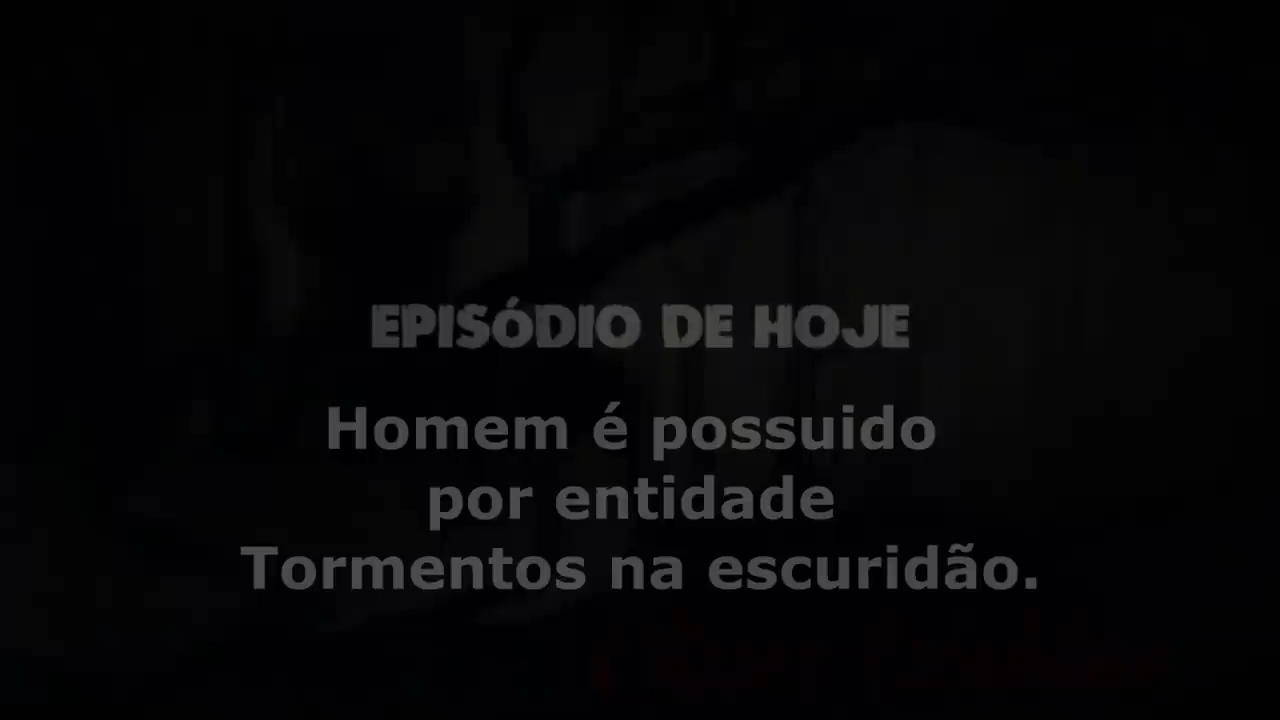 EPISÓDIO DE HOJE
Homem é possuido
por entidade
Tormentos na escuridão.